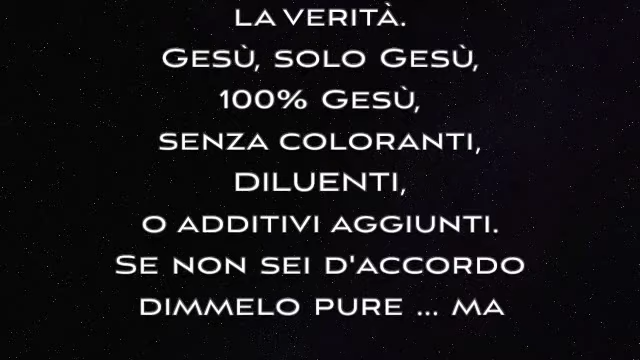 LA VERITÀ.
GESÙ, SOLO GESÙ,
100% GESÙ,
SENZA COLORANTI,
DILUENTI,
O ADDITIVI AGGIUNTI.
SE NON SEI D'ACCORDO
DIMMELO PURE ... MA